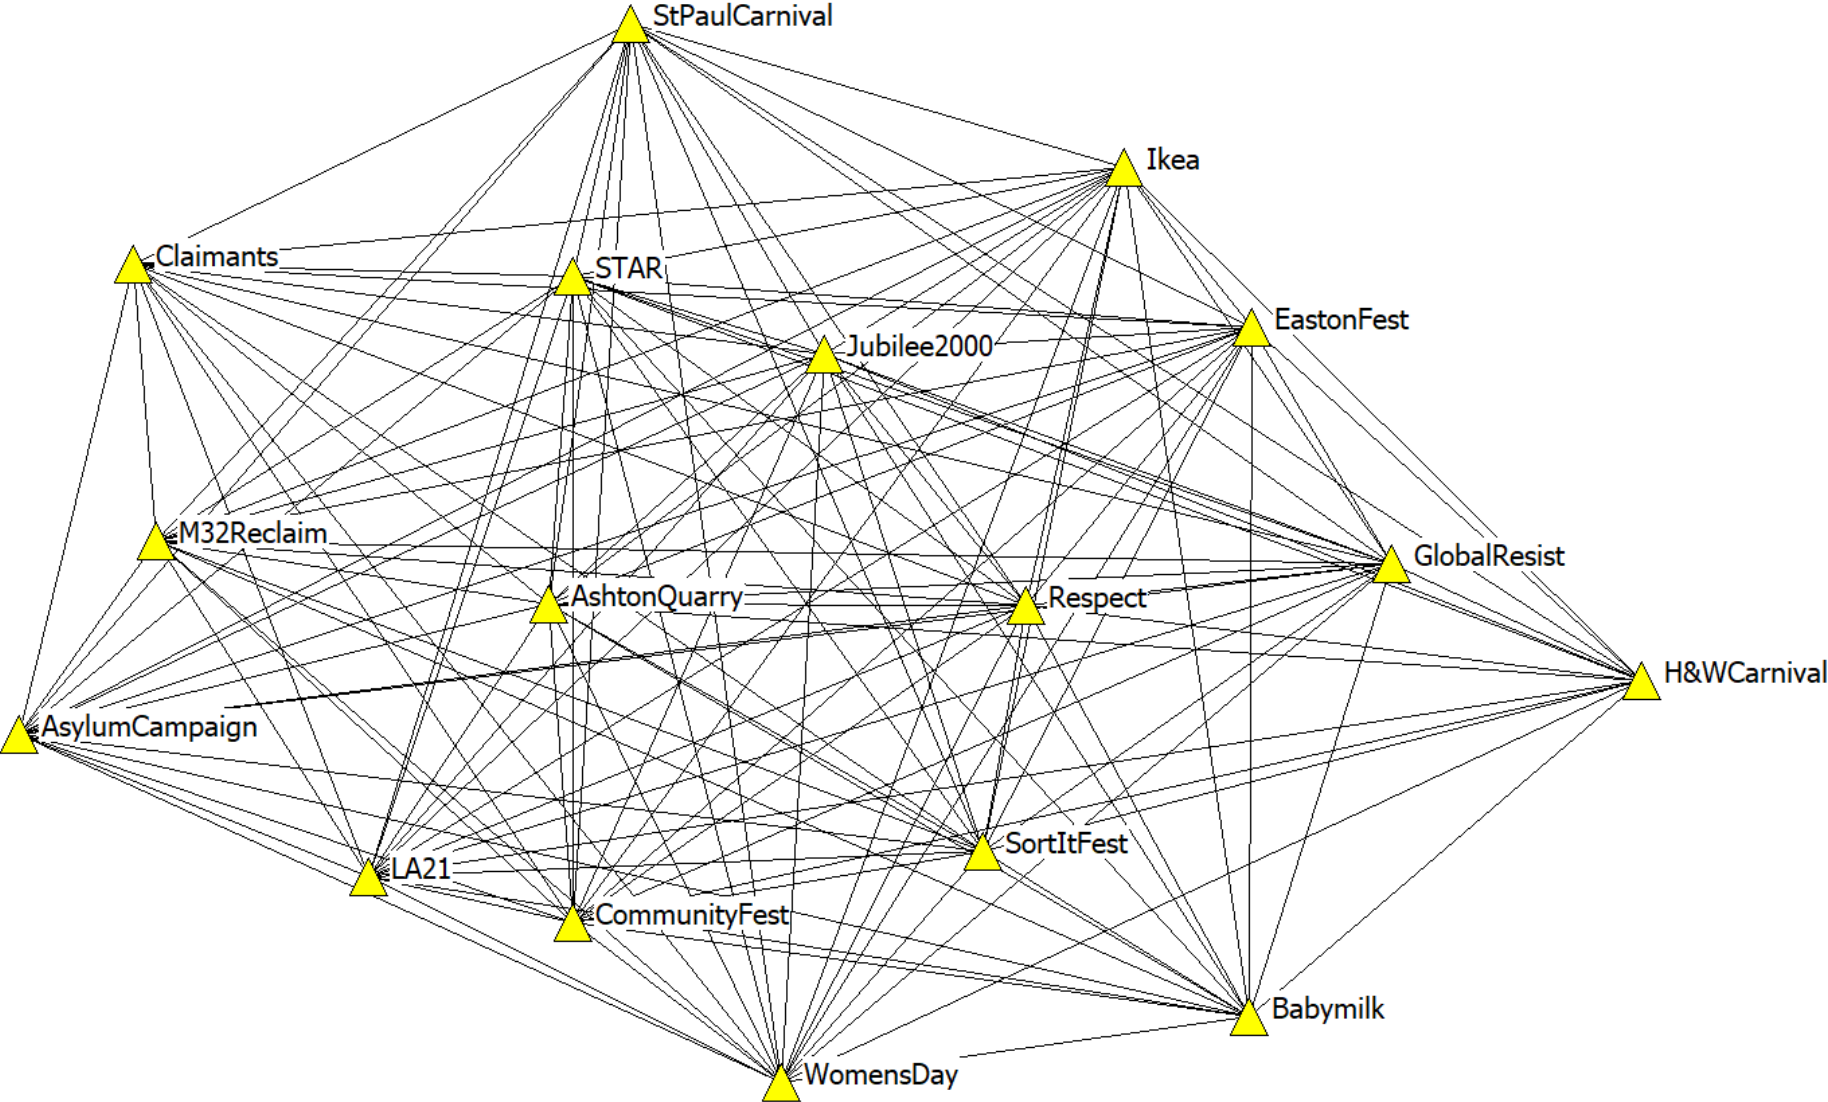 StPaulCarnival
Ikea
Claimants
STAR
EastonFest
Jubilee2000
M32Reclaim
GlobalResist
AshtonQuarry
Respect
H&WCarnival
AsylumCampaign
SortItFest
LA21
CommunityFest
Babymilk
WomensDay